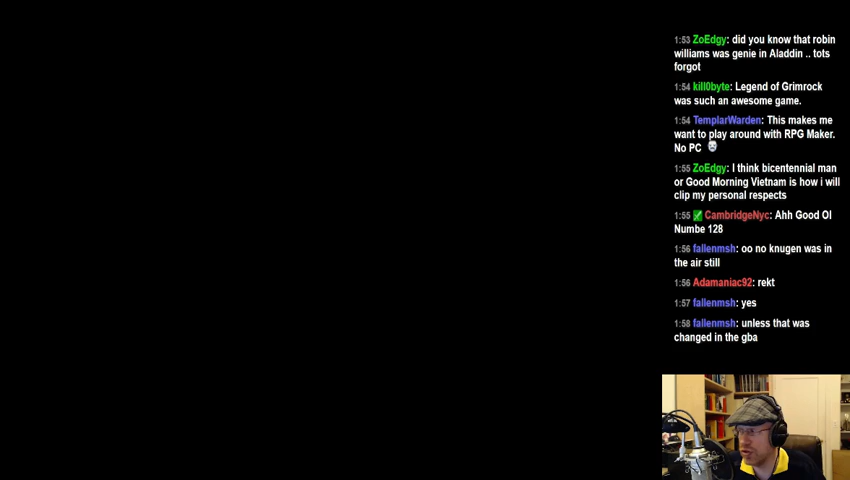 1:53 ZoEdgy: did you know that robin
williams was genie in Aladdin .. tots
forgot
1:54 kill0byte: Legend of Grimrock
was such an awesome game.
1:54 TemplarWarden: This makes me
want to play around with RPG Maker.
No PC
1:55 ZoEdgy: I think bicentennial man
or Good Morning Vietnam is how i will
clip my personal respects
1:55 CambridgeNyc: Ahh Good Ol
Numbe 128
1:56 fallenmsh: oo no knugen was in
the air still
1:56 Adamaniac92: rekt
1:57 fallenmsh: yes
1:58 fallenmsh: unless that was
changed in the gba